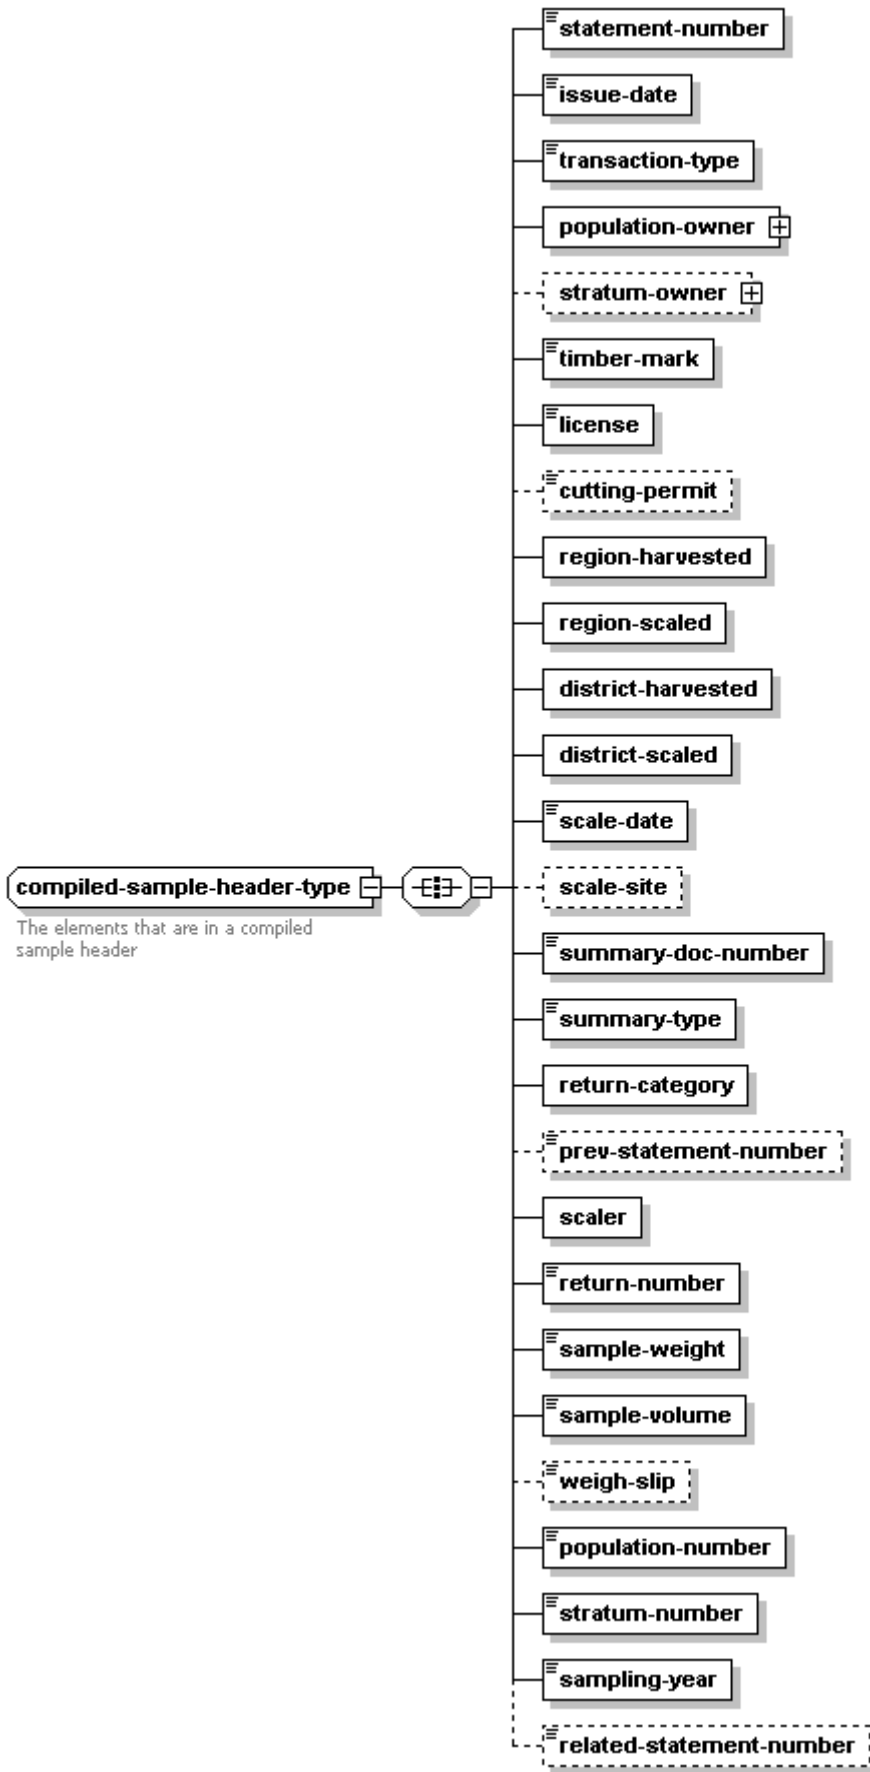 statement-number
issue-date
transaction-type
population-owner
stratum-owner
timber-mark
license
cutting-permit
region-harvested
region-scaled
district-harvested
district-scaled
scale-date
compiled-sample-header-type
scale-site
The elements that are in a compiled
sample header
summary-doc-number
summary-type
return-category
prev-statement-number
scaler
return-number
sample-weight
sample-volume
weigh-slip
population-number
stratum-number
sampling-year
related-statement-number